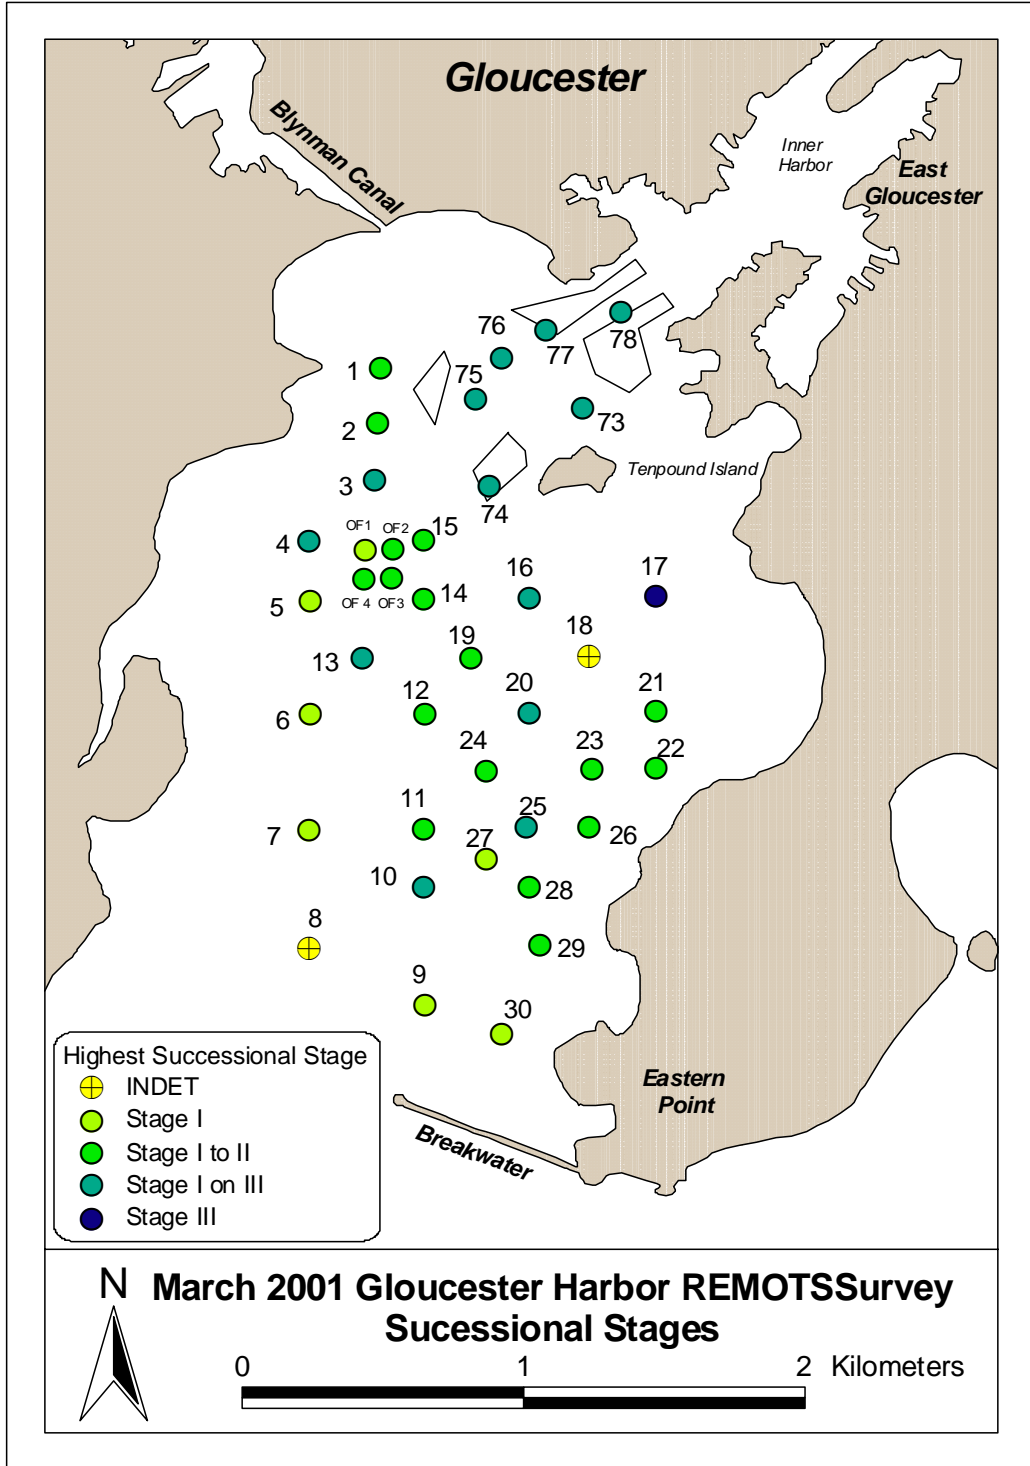 Gloucester
Blynman Canal
Inner
Harbor
East
Gloucester
76
77
78
1
75
2
73
3
Tenpound Island
74
OF1
OF2
15
4
16
17
5
OF 4
OF3
14
18
19
13
20
21
12
6
24
23
22
11
25
7
27
26
10
28
8
29
9
30
Highest Successional Stage
INDET
Stage I
Stage I to II
Stage I on III
Stage III
Eastern
Point
Breakwater
N
March 2001 Gloucester Harbor REMOTSSurvey
Sucessional Stages
0 1 2 Kilometers